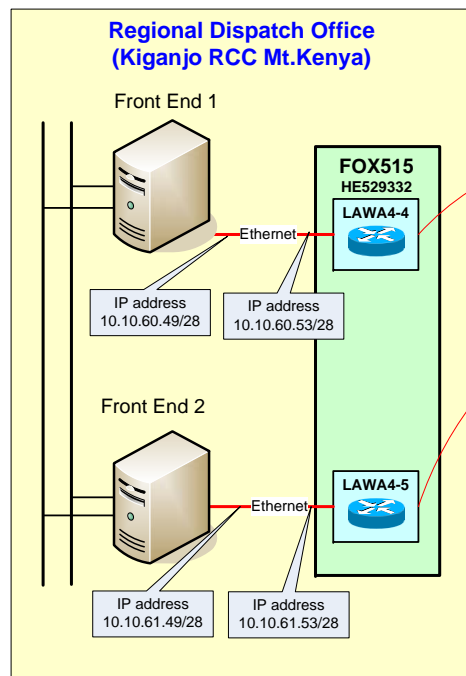 Regional Dispatch Office
(Kiganjo RCC Mt.Kenya)
Front End 1
FOX515
HE529332
LAWA4-4
Ethernet
IP address
10.10.60.49/28
IP address
10.10.60.53/28
Front End 2
LAWA4-5
Ethernet
IP address
10.10.61.49/28
IP address
10.10.61.53/28